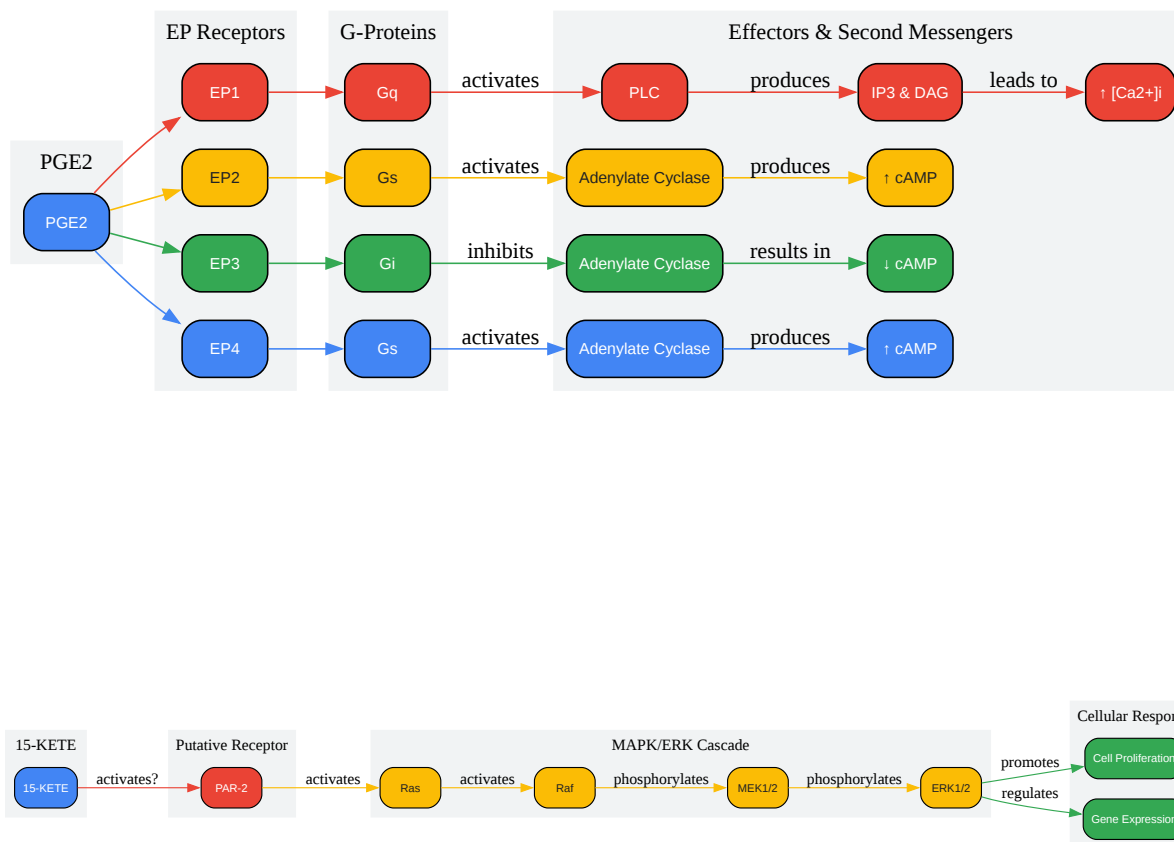 EP Receptors
G-Proteins
Effectors & Second Messengers
EP1
Gq
activates
PLC
produces
IP3 & DAG
leads to
↑ [Ca2+]i
PGE2
PGE2
EP2
Gs
activates
Adenylate Cyclase
produces
↑ cAMP
EP3
Gi
inhibits
Adenylate Cyclase
results in
↓ cAMP
EP4
Gs
activates
Adenylate Cyclase
produces
↑ cAMP
15-KETE
Putative Receptor
MAPK/ERK Cascade
Cellular Respon
15-KETE
activates?
PAR-2
activates
Ras
activates
Raf
phosphorylates
MEK1/2
phosphorylates
ERK1/2
promotes
Cell Proliferation
regulates
Gene Expression